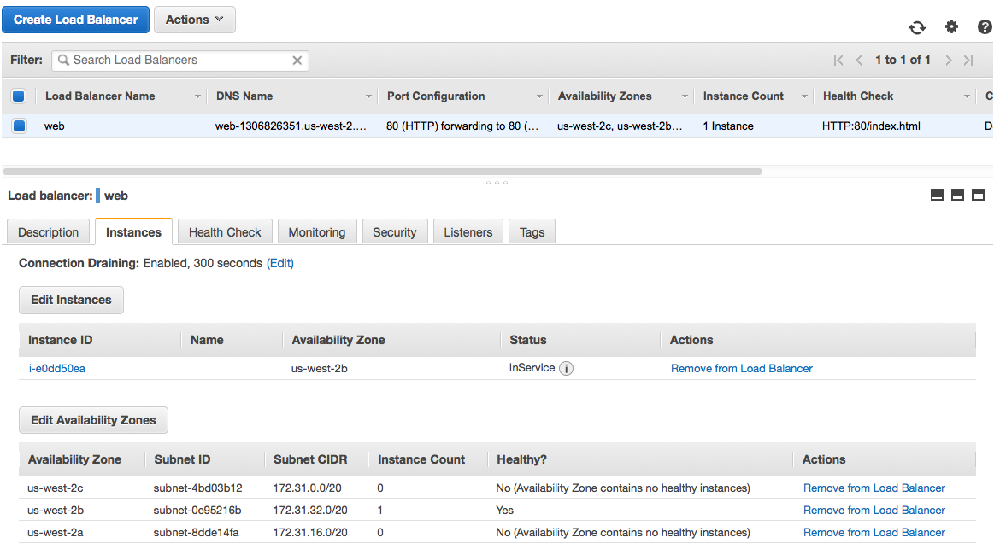 Create Load Balancer Actions
Filter: Search Load Balancers 1 to 1 of 1
Load Balancer Name DNS Name Port Configuration Availability Zones Instance Count Health Check C
web web-1306826351.us-west-2.... 80 (HTTP) forwarding to 80 (... us-west-2c, us-west-2b... 1 Instance HTTP:80/index.html D
Load balancer: web
Description Instances Health Check Monitoring Security Listeners Tags
Connection Draining: Enabled, 300 seconds (Edit)
Edit Instances
Instance ID Name Availability Zone Status Actions
i-e0dd50ea us-west-2b InService i Remove from Load Balancer
Edit Availability Zones
Availability Zone Subnet ID Subnet CIDR Instance Count Healthy? Actions
us-west-2c subnet-4bd03b12 172.31.0.0/20 0 No (Availability Zone contains no healthy instances) Remove from Load Balancer
us-west-2b subnet-0e95216b 172.31.32.0/20 1 Yes Remove from Load Balancer
us-west-2a subnet-8dde14fa 172.31.16.0/20 0 No (Availability Zone contains no healthy instances) Remove from Load Balancer